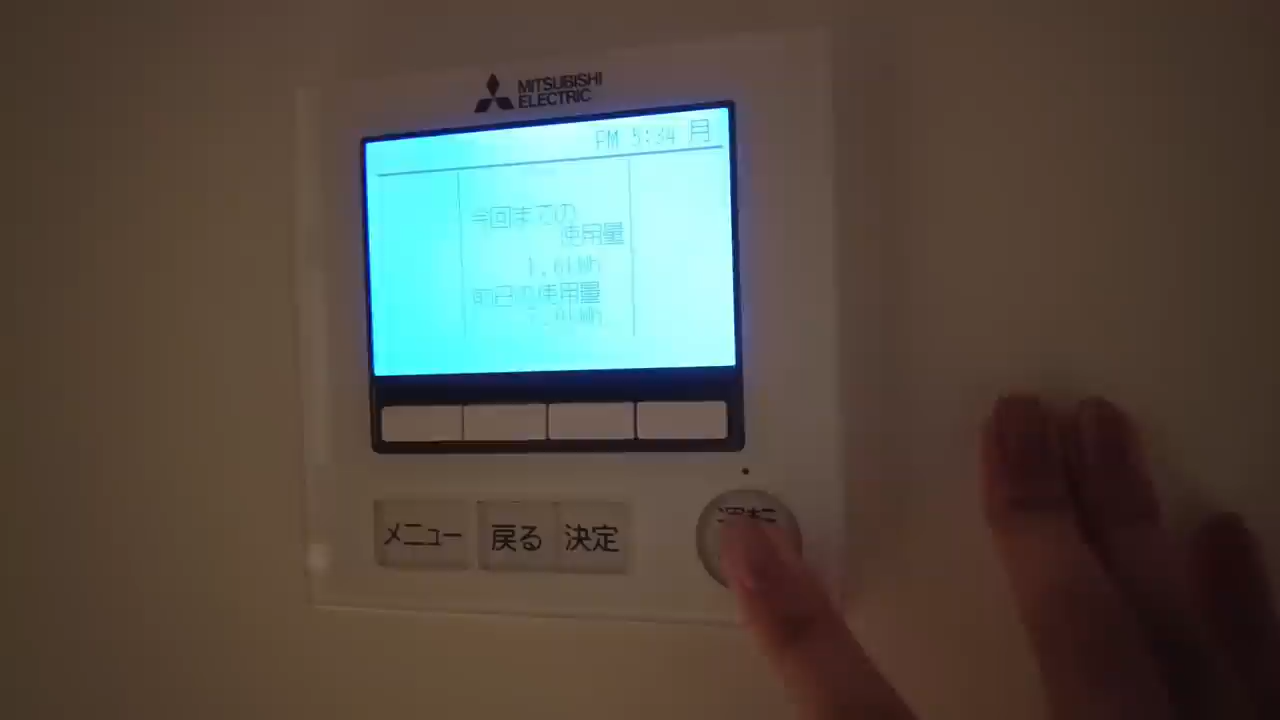 MITSUBISHI
ELECTRIC
PM 5:34 月
今回までの
使用量
前日の使用量
メニュー
戻る
決定